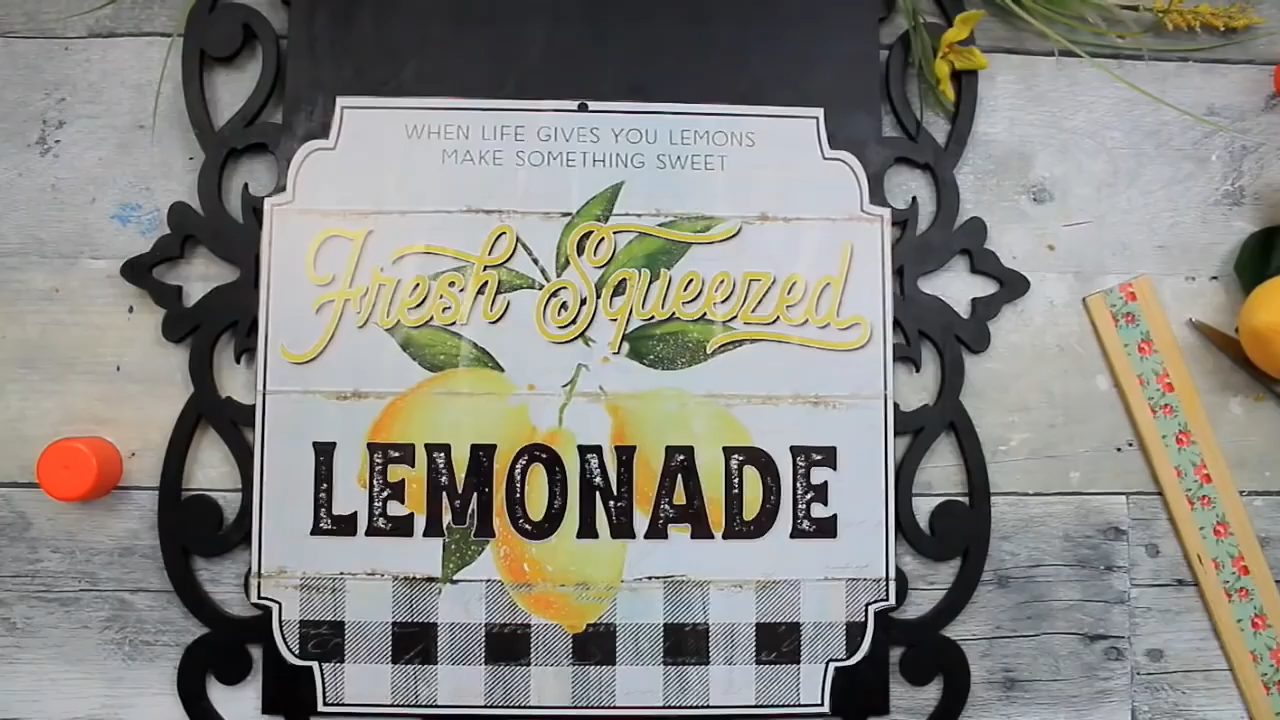 WHEN LIFE GIVES YOU LEMONS
MAKE SOMETHING SWEET
Fresh Squeezed
LEMONADE